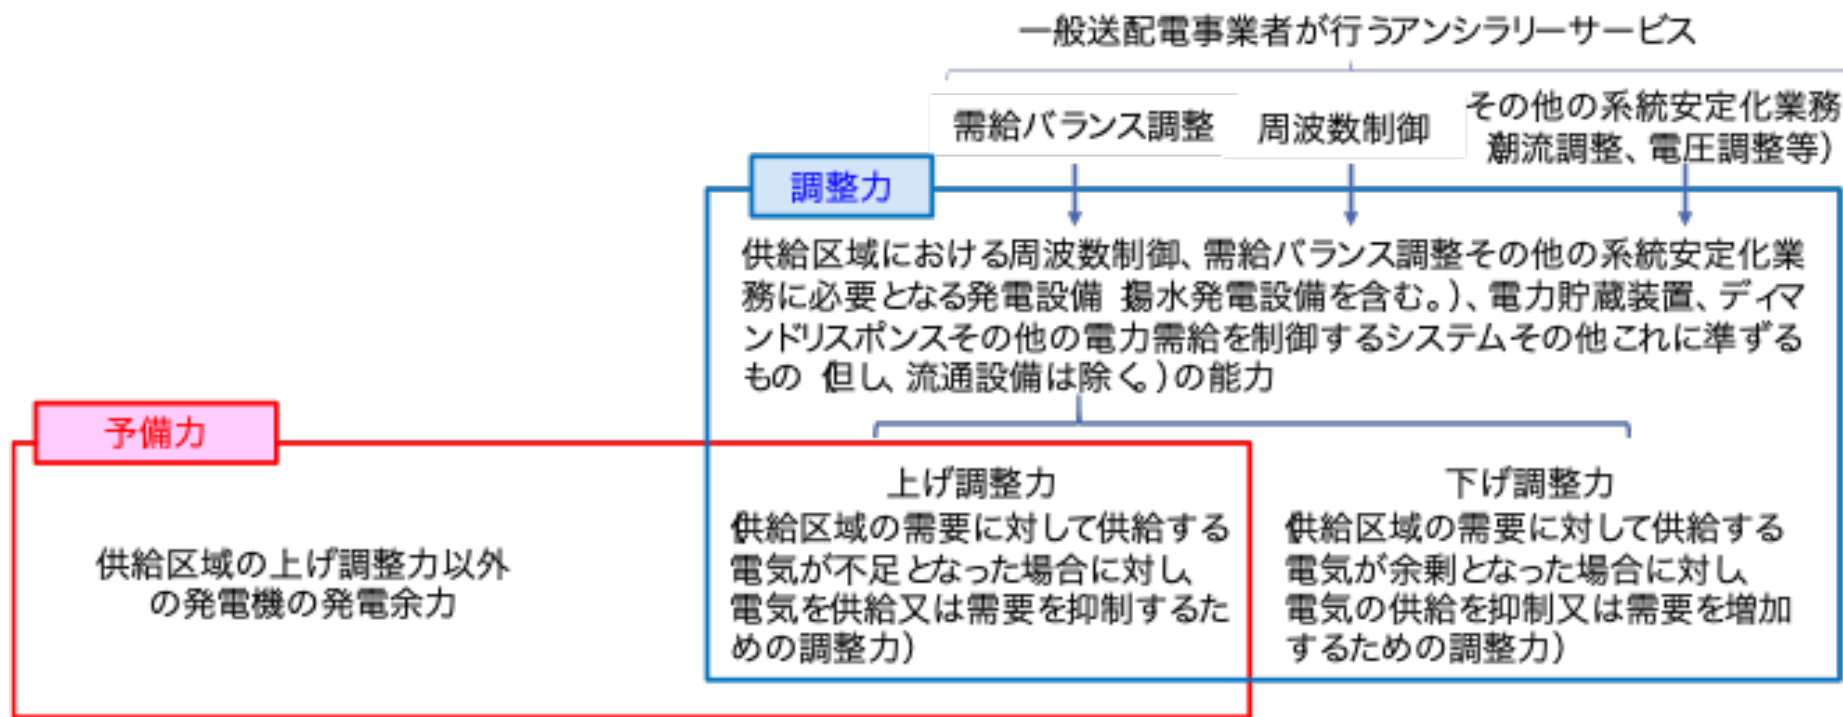 一般送配電事業者が行うアンシラリーサービス
需給バランス調整
周波数制御
その他の系統安定化業務
潮流調整、電圧調整等）
調整力
供給区域における周波数制御、需給バランス調整その他の系統安定化業
務に必要となる発電設備 揚水発電設備を含む。）、電力貯蔵装置、ディマ
ンドリスポンスその他の電力需給を制御するシステムその他これに準ずる
もの 但し、流通設備は除く。）の能力
予備力
供給区域の上げ調整力以外
の発電機の発電余力
上げ調整力
供給区域の需要に対して供給する
電気が不足となった場合に対し、
電気を供給又は需要を抑制するた
めの調整力）
下げ調整力
供給区域の需要に対して供給する
電気が余剰となった場合に対し、
電気の供給を抑制又は需要を増加
するための調整力）